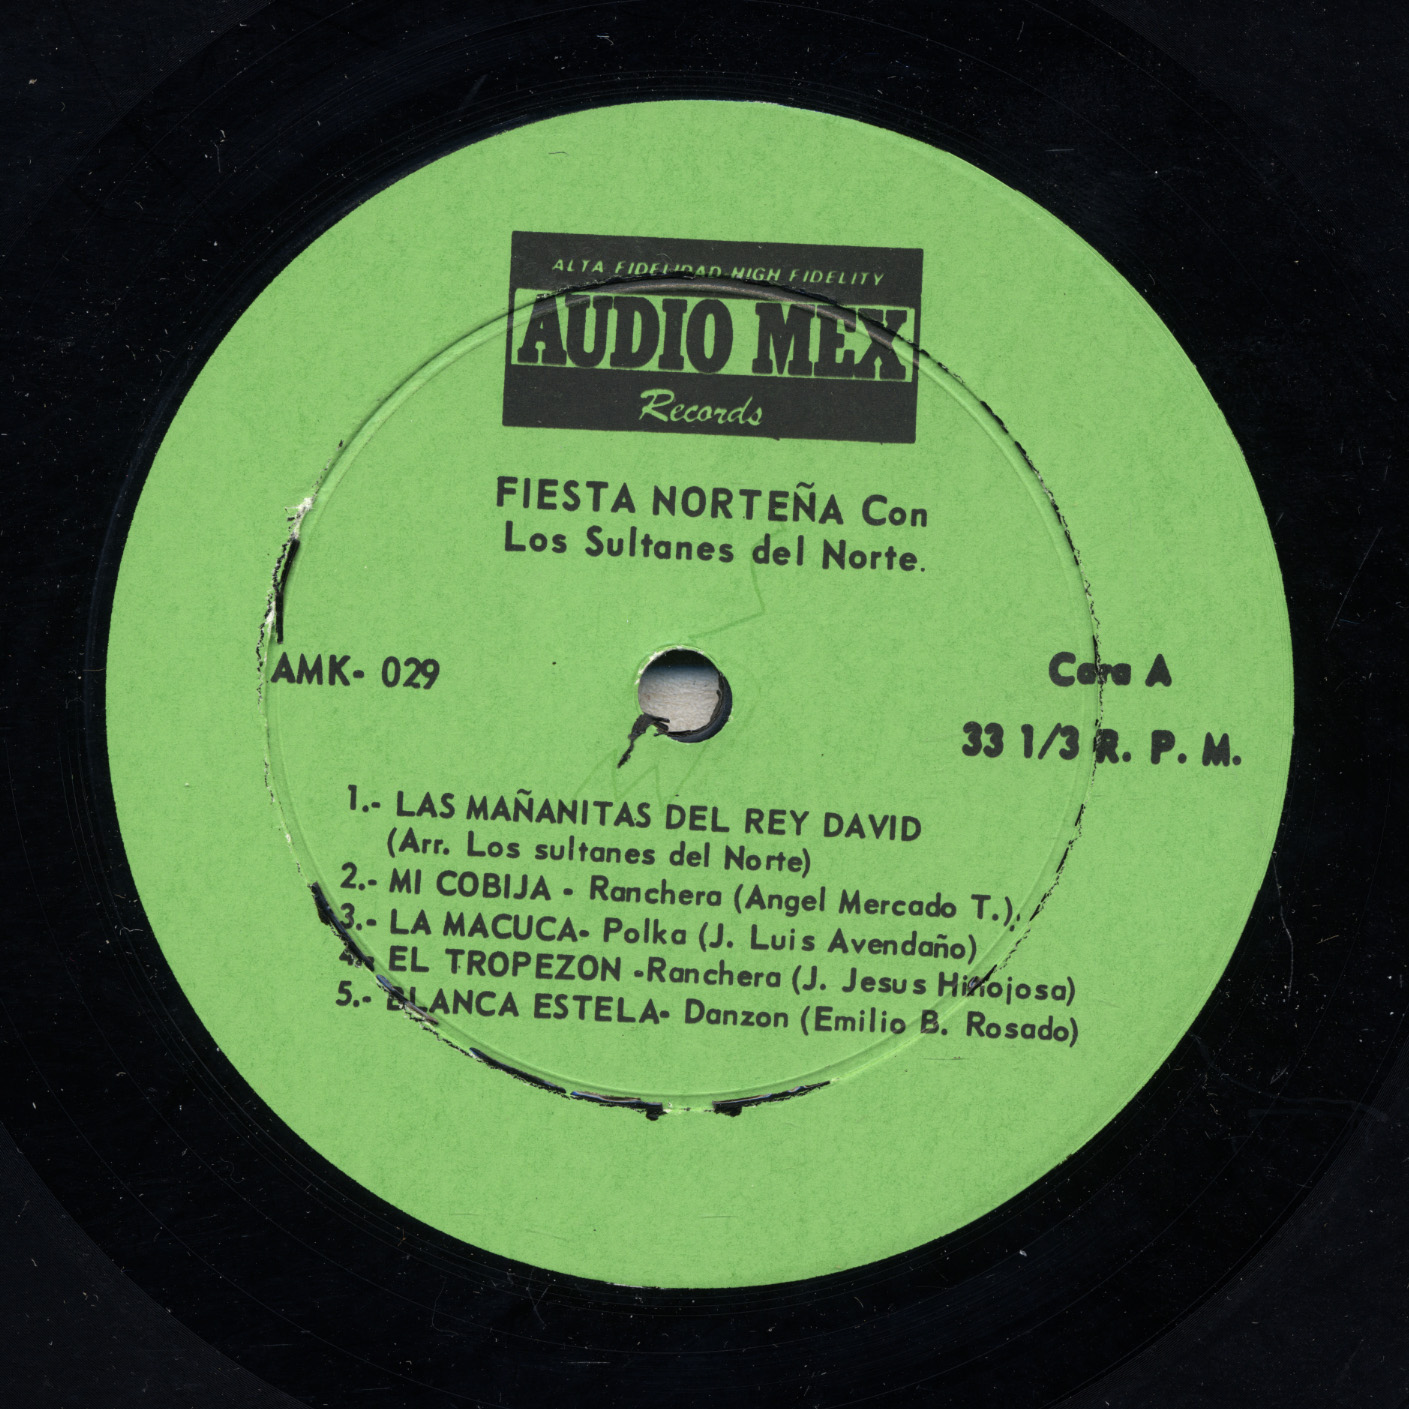 ALTA FIDELIDAD-HIGH FIDELITY
AUDIO MEX
Records
FIESTA NORTEÑA Con
Los Sultanes del Norte.
AMK- 029
Cara A
33 1/3 R. P. M.
1.- LAS MAÑANITAS DEL REY DAVID
(Arr. Los sultanes del Norte)
2.- MI COBIJA - Ranchera (Angel Mercado T.).
3.- LA MACUCA- Polka (J. Luis Avendaño)
4.- EL TROPEZON -Ranchera (J. Jesus Hinojosa)
5.- BLANCA ESTELA- Danzon (Emilio B. Rosado)